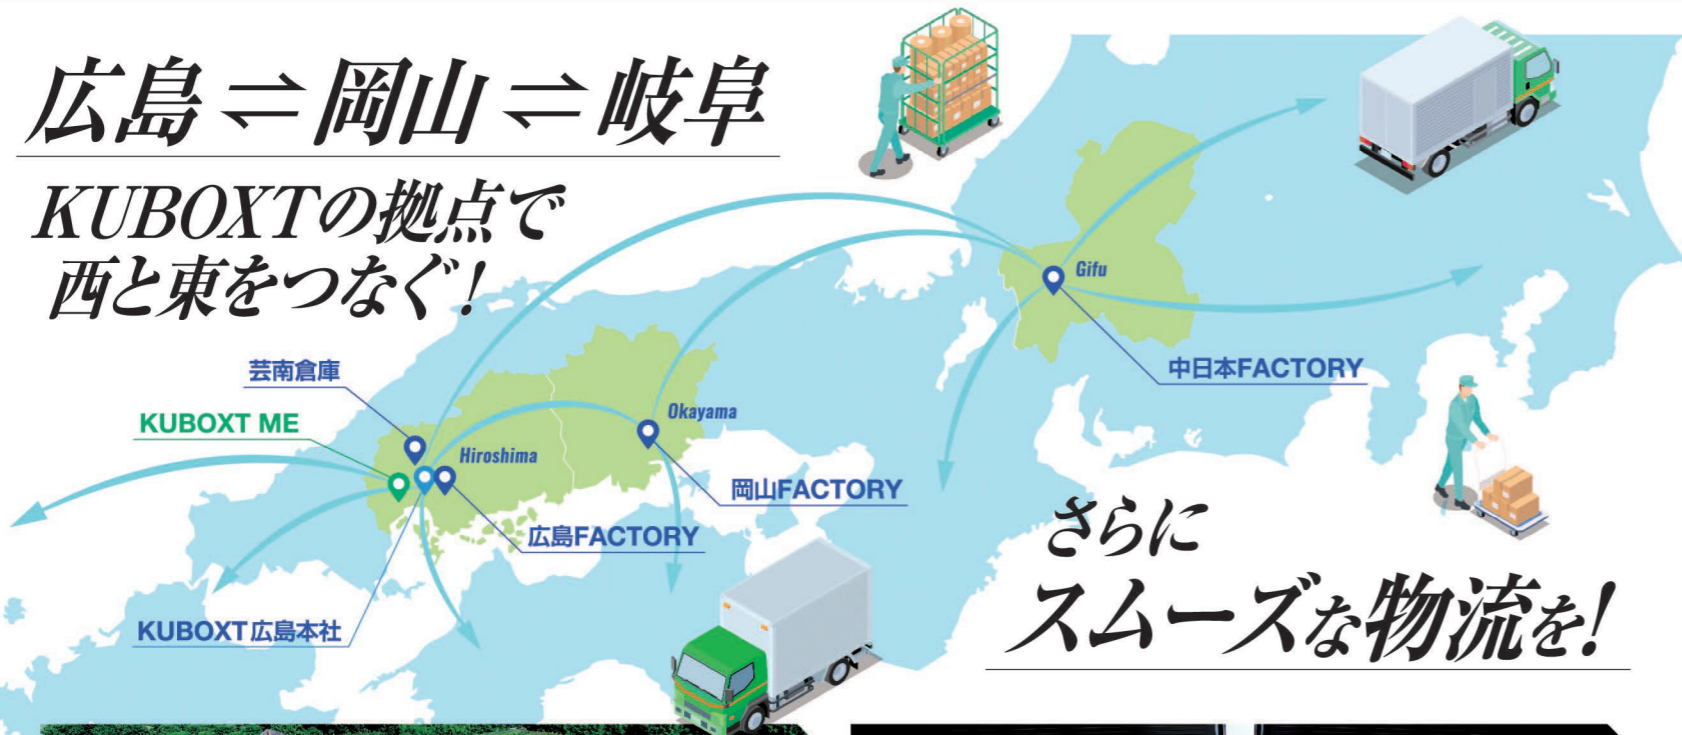 広島⇌岡山⇌岐阜
KUBOXTの拠点で
西と東をつなぐ！
Gifu
中日本FACTORY
芸南倉庫
KUBOXT ME
Okayama
Hiroshima
岡山FACTORY
広島FACTORY
KUBOXT広島本社
さらに
スムーズな物流を！